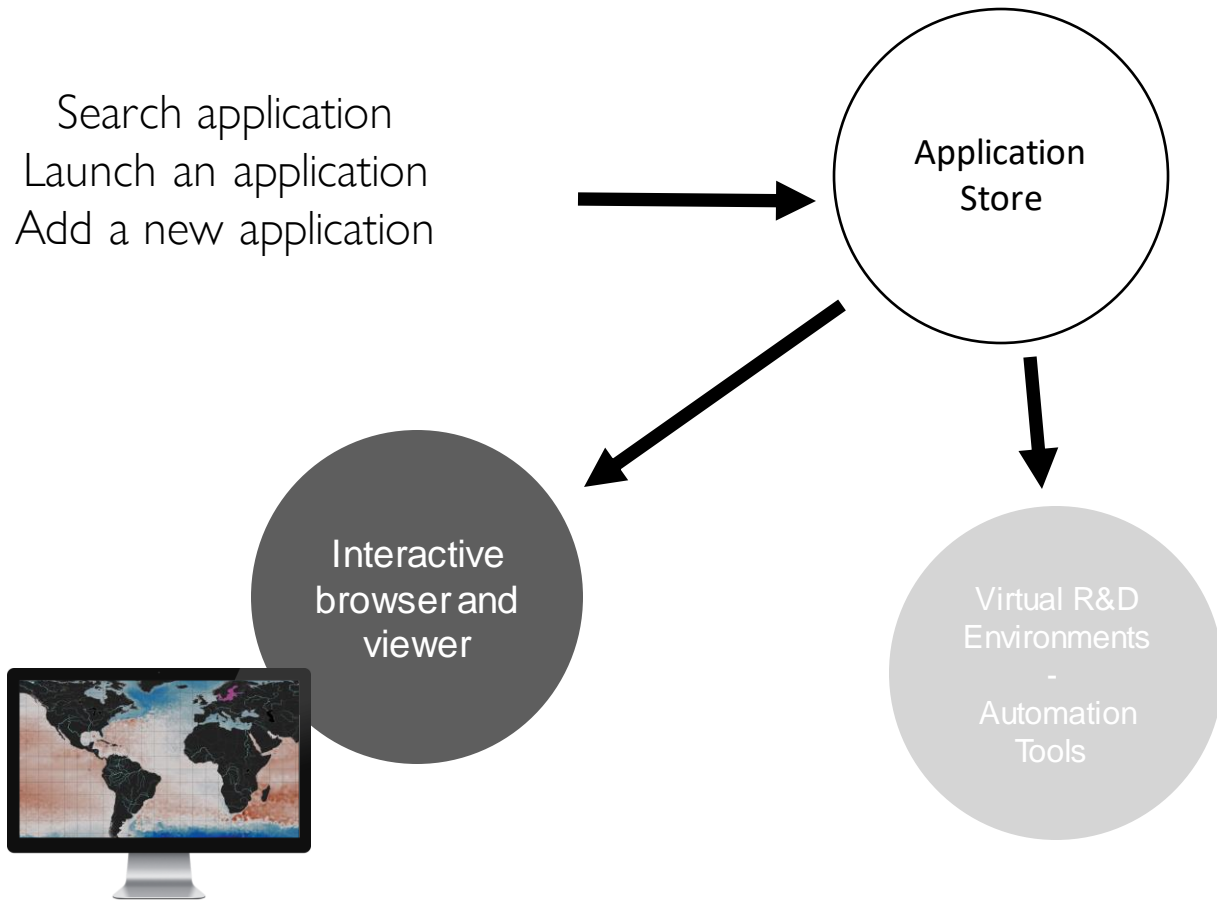 Search application
Launch an application
Add a new application
Application
Store
Interactive
browser and
viewer
Virtual R&D
Environments
-
Automation
Tools